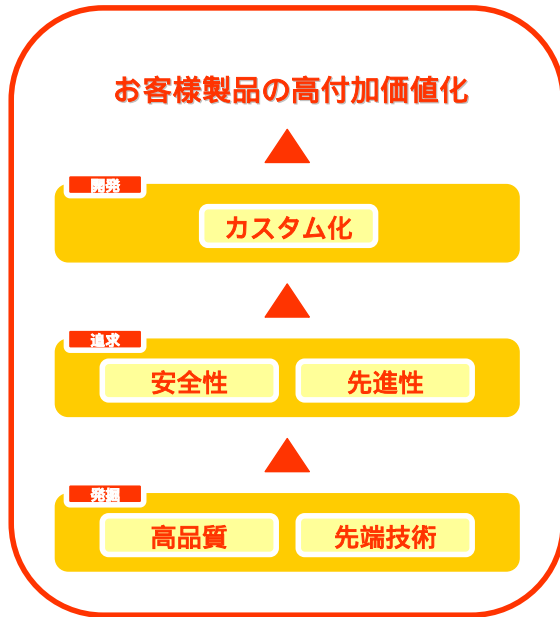 お客様製品の高付加価値化
開発
カスタム化
追求
安全性 先進性
発掘
高品質 先端技術